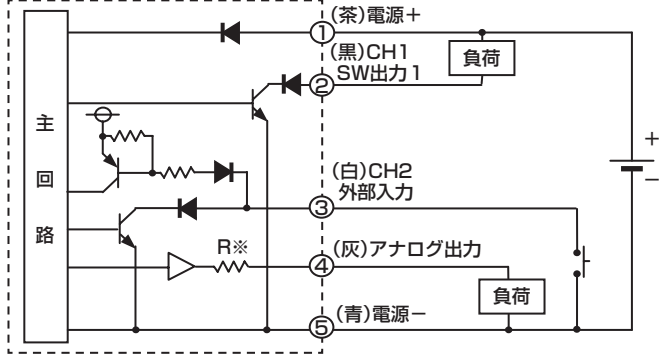 主回路
①
(茶)電源+
(黒)CH1
SW出力1
②
負荷
+
−
(白)CH2
外部入力
③
R※
④
(灰)アナログ出力
負荷
⑤
(青)電源−